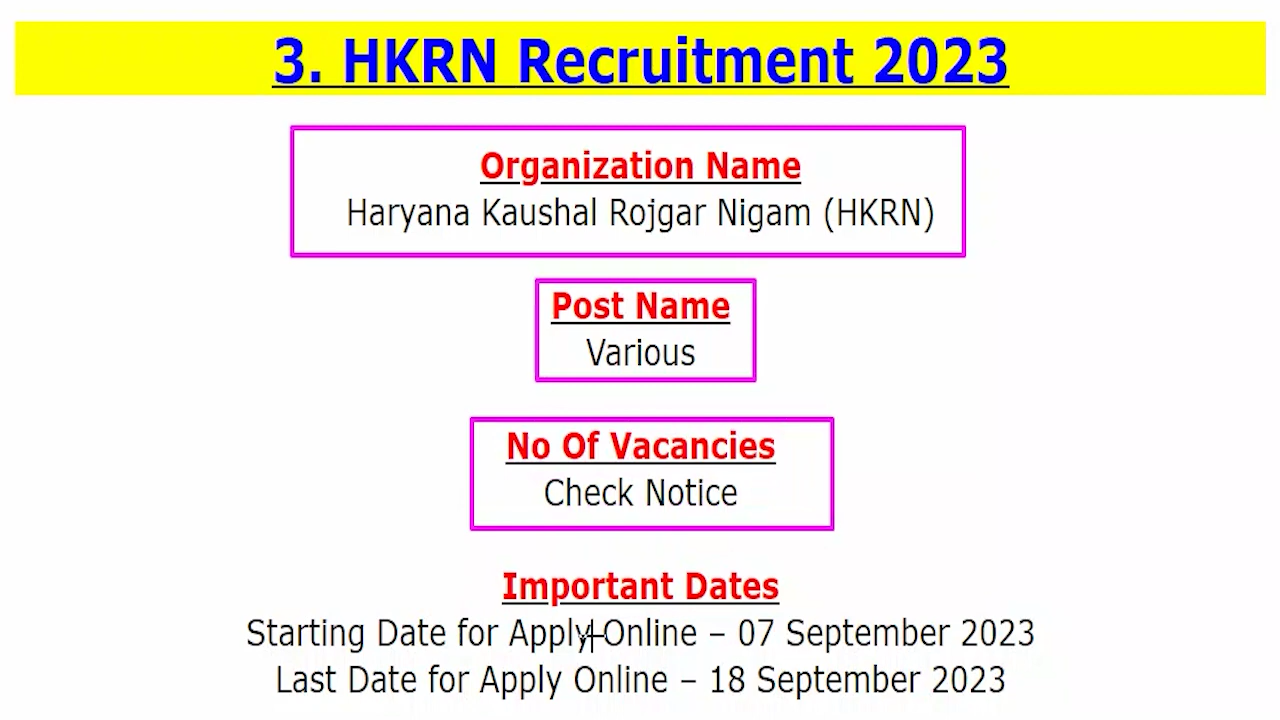 3. HKRN Recruitment 2023
Organization Name
Haryana Kaushal Rojgar Nigam (HKRN)
Post Name
Various
No Of Vacancies
Check Notice
Important Dates
Starting Date for Apply Online – 07 September 2023
Last Date for Apply Online – 18 September 2023